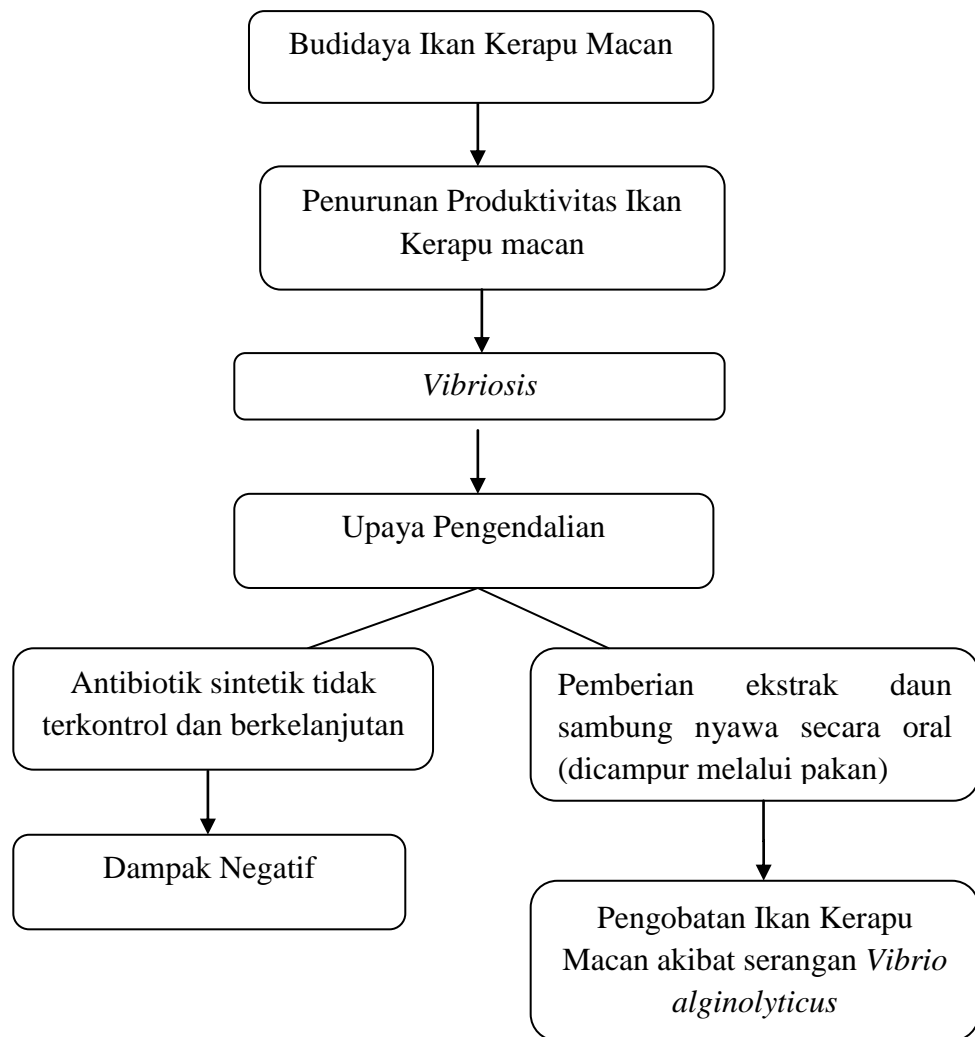 Budidaya Ikan Kerapu Macan
Penurunan Produktivitas Ikan
Kerapu macan
Vibriosis
Upaya Pengendalian
Antibiotik sintetik tidak
terkontrol dan berkelanjutan
Dampak Negatif
Pemberian ekstrak daun
sambung nyawa secara oral
(dicampur melalui pakan)
Pengobatan Ikan Kerapu
Macan akibat serangan Vibrio
alginolyticus